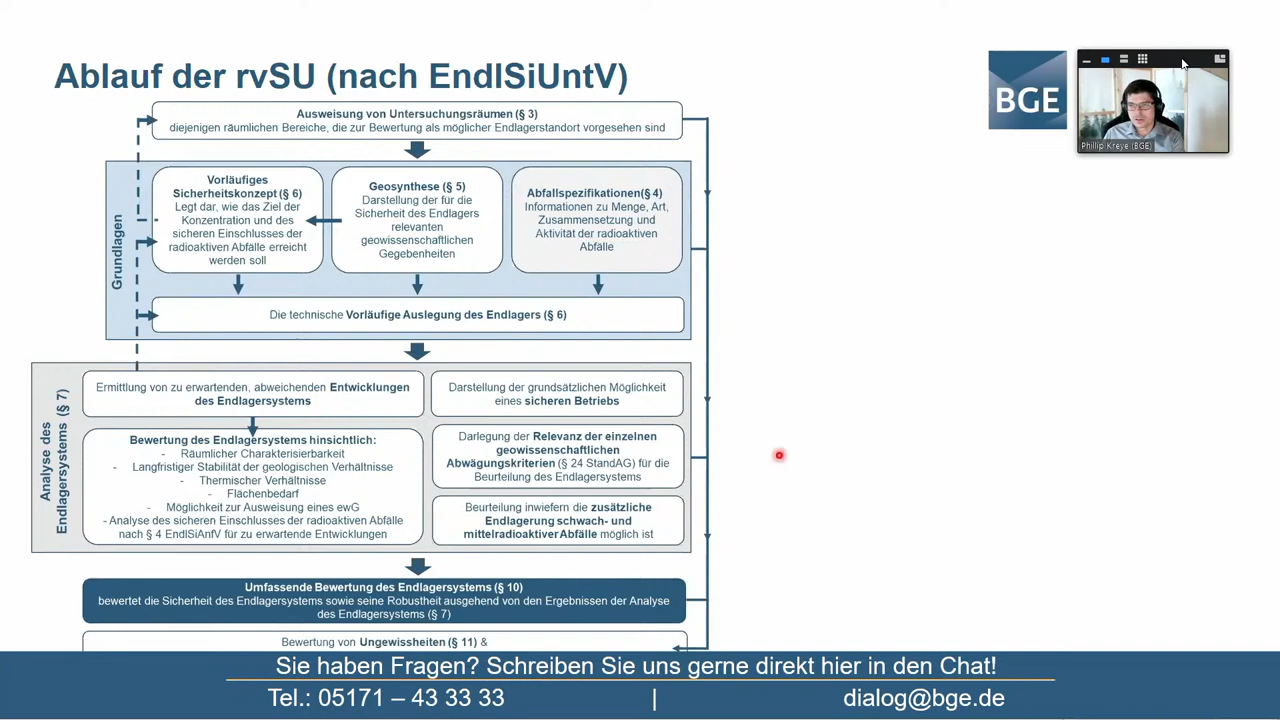 Ablauf der rvSU (nach EndlSiUntV)
BGE
Phillip Kreye (BGE)
Ausweisung von Untersuchungsräumen (§ 3)
diejenigen räumlichen Bereiche, die zur Bewertung als möglicher Endlagerstandort vorgesehen sind
Grundlagen
Vorläufiges
Sicherheitskonzept (§ 6)
Legt dar, wie das Ziel der
Konzentration und des
sicheren Einschlusses der
radioaktiven Abfälle erreicht
werden soll
Geosynthese (§ 5)
Darstellung der für die
Sicherheit des Endlagers
relevanten
geowissenschaftlichen
Gegebenheiten
Abfallspezifikationen(§ 4)
Informationen zu Menge, Art,
Zusammensetzung und
Aktivität der radioaktiven
Abfälle
Die technische Vorläufige Auslegung des Endlagers (§ 6)
Analyse des
Endlagersystems (§ 7)
Ermittlung von zu erwartenden, abweichenden Entwicklungen
des Endlagersystems
Bewertung des Endlagersystems hinsichtlich:
- Räumlicher Charakterisierbarkeit
- Langfristiger Stabilität der geologischen Verhältnisse
- Thermischer Verhältnisse
- Flächenbedarf
- Möglichkeit zur Ausweisung eines ewG
- Analyse des sicheren Einschlusses der radioaktiven Abfälle
nach § 4 EndlSiAnfV für zu erwartende Entwicklungen
Darstellung der grundsätzlichen Möglichkeit
eines sicheren Betriebs
Darlegung der Relevanz der einzelnen
geowissenschaftlichen
Abwägungskriterien (§ 24 StandAG) für die
Beurteilung des Endlagersystems
Beurteilung inwiefern die zusätzliche
Endlagerung schwach- und
mittelradioaktiver Abfälle möglich ist
Umfassende Bewertung des Endlagersystems (§ 10)
bewertet die Sicherheit des Endlagersystems sowie seine Robustheit ausgehend von den Ergebnissen der Analyse
des Endlagersystems (§ 7)
Bewertung von Ungewissheiten (§ 11) &
Sie haben Fragen? Schreiben Sie uns gerne direkt hier in den Chat!
Tel.: 05171 – 43 33 33 | dialog@bge.de